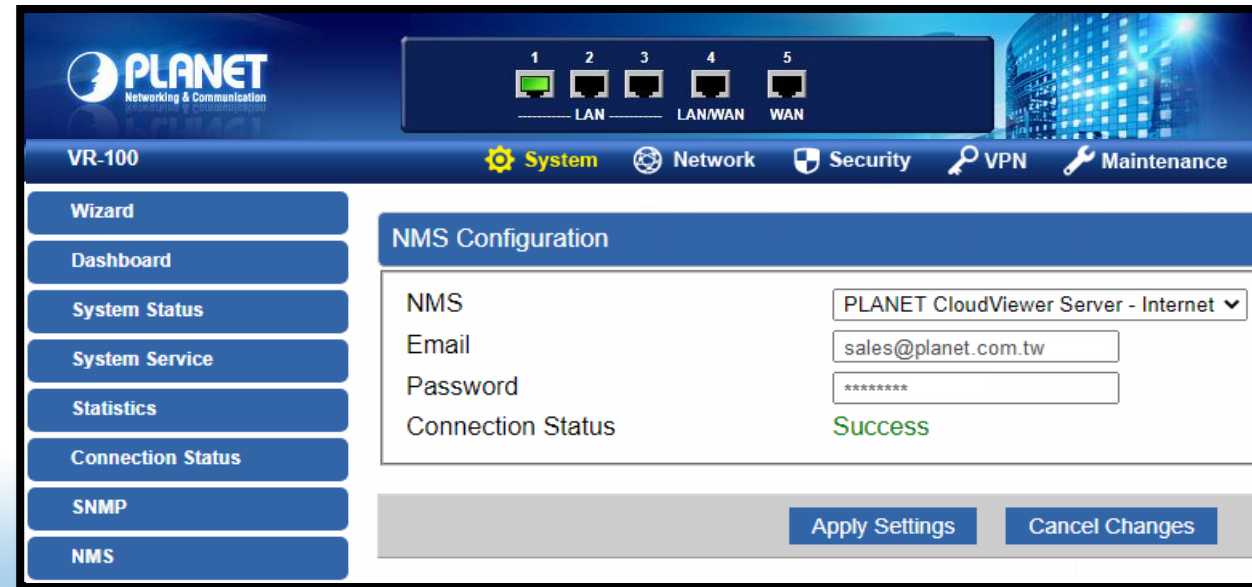 PLANET
Networking & Communication
1 2 3 4 5
---------- LAN ---------- LAN/WAN WAN
VR-100
System Network Security VPN Maintenance
Wizard
Dashboard
System Status
System Service
Statistics
Connection Status
SNMP
NMS
NMS Configuration
NMS PLANET CloudViewer Server - Internet
Email sales@planet.com.tw
Password ********
Connection Status Success
Apply Settings Cancel Changes